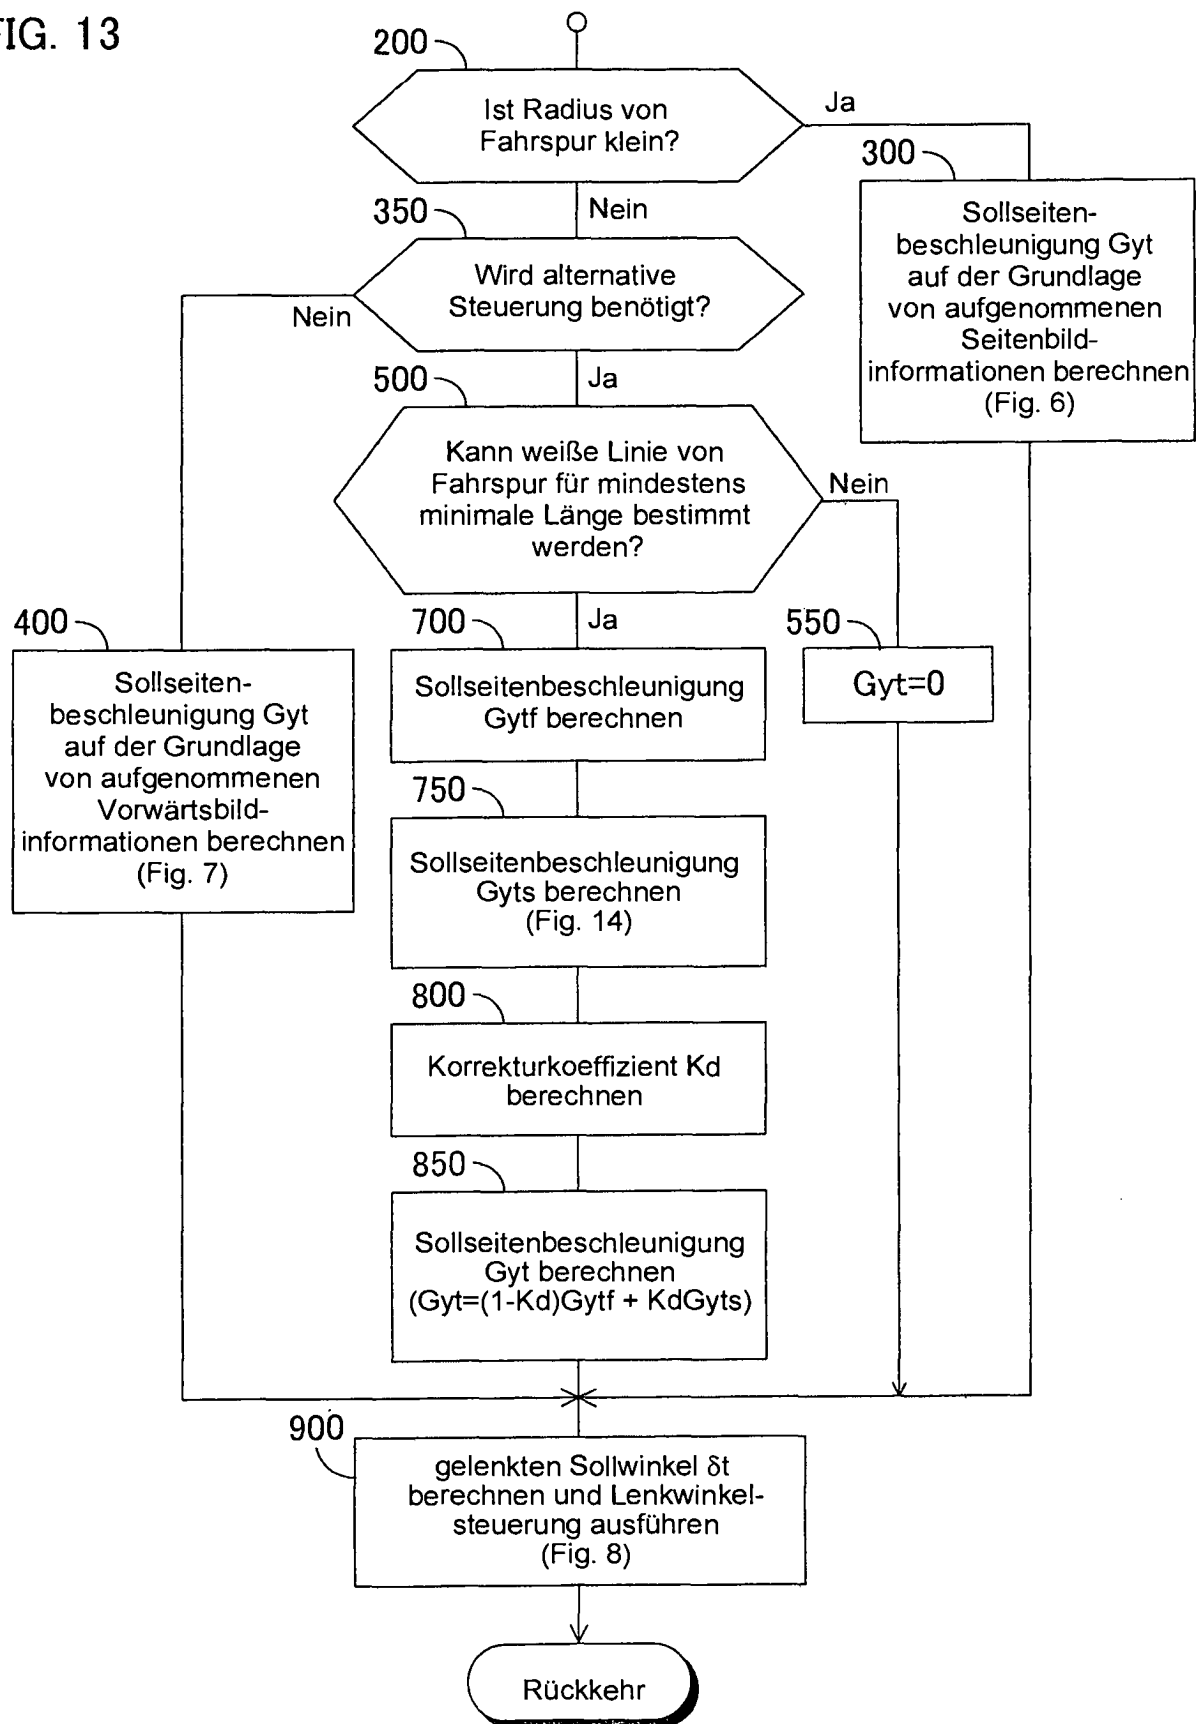 FIG. 13
200
Ist Radius von
Fahrspur klein?
Ja
300
Sollseiten-
beschleunigung Gyt
auf der Grundlage
von aufgenommenen
Seitenbild-
informationen berechnen
(Fig. 6)
Nein
350
Wird alternative
Steuerung benötigt?
Nein
Ja
500
Kann weiße Linie von
Fahrspur für mindestens
minimale Länge bestimmt
werden?
Nein
Ja
400
Sollseiten-
beschleunigung Gyt
auf der Grundlage
von aufgenommenen
Vorwärtsbild-
informationen berechnen
(Fig. 7)
700
Sollseitenbeschleunigung
Gytf berechnen
550
Gyt=0
750
Sollseitenbeschleunigung
Gyts berechnen
(Fig. 14)
800
Korrekturkoeffizient Kd
berechnen
850
Sollseitenbeschleunigung
Gyt berechnen
(Gyt=(1-Kd)Gytf + KdGyts)
900
gelenkten Sollwinkel δt
berechnen und Lenkwinkel-
steuerung ausführen
(Fig. 8)
Rückkehr